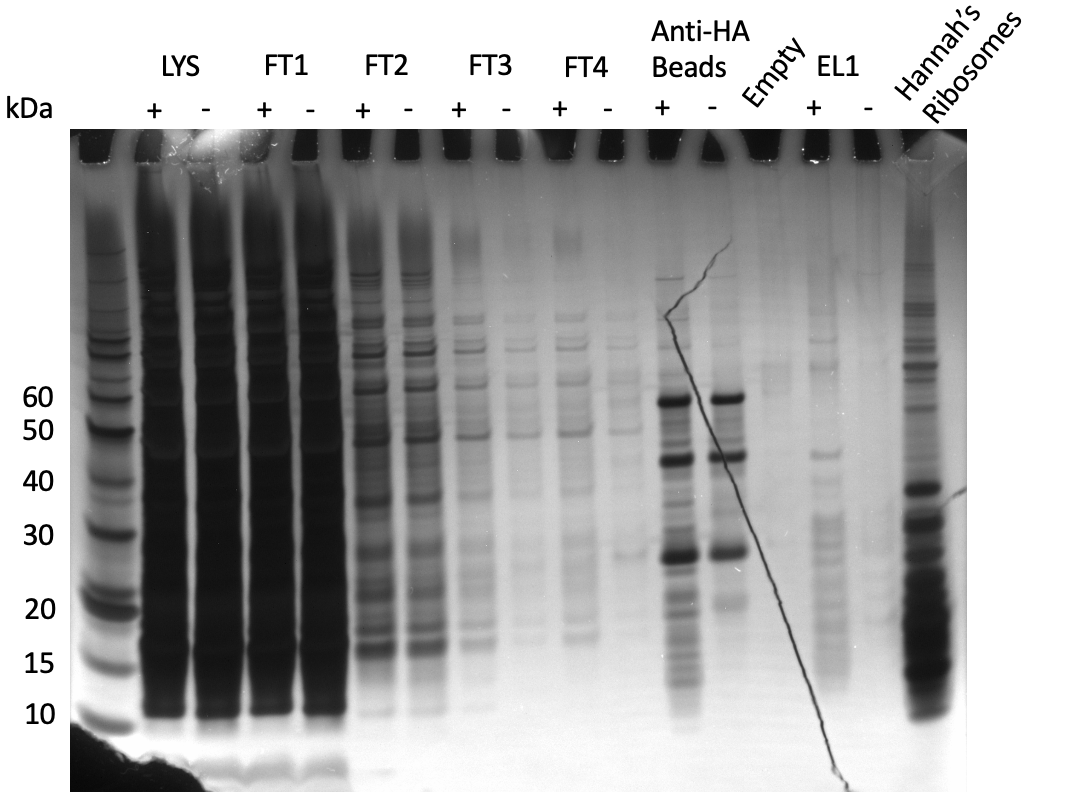 LYS FT1 FT2 FT3 FT4 Anti-HA
Beads Empty EL1 Hannah's
Ribosomes
kDa + - + - + - + - + - + - + -
60
50
40
30
20
15
10